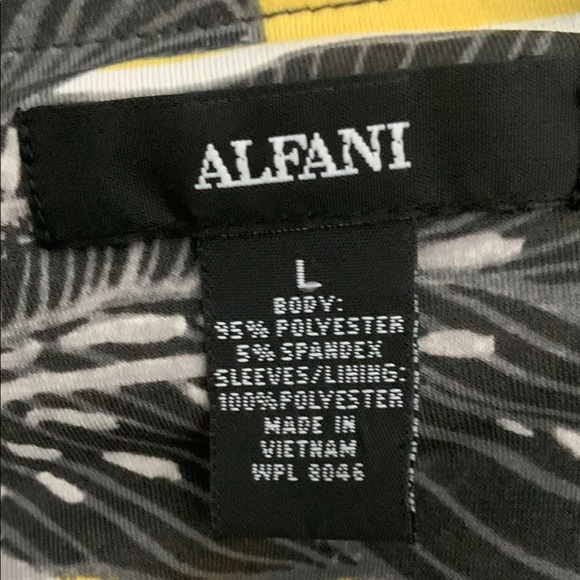 ALFANI
L
BODY:
95% POLYESTER
5% SPANDEX
SLEEVES/LINING:
100% POLYESTER
MADE IN
VIETNAM
WPL 8046